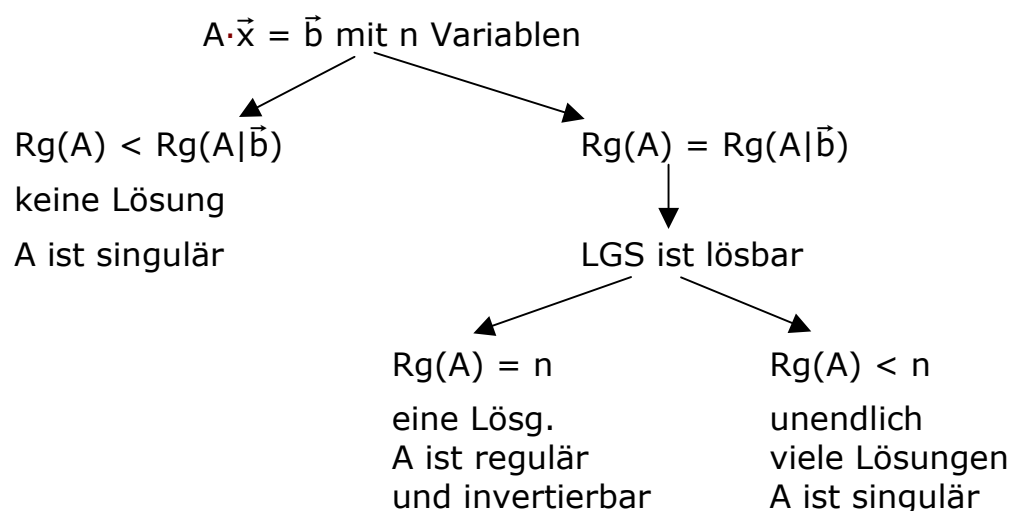 A·x⃗ = b⃗ mit n Variablen
Rg(A) < Rg(A|b⃗)
keine Lösung
A ist singulär
Rg(A) = Rg(A|b⃗)
LGS ist lösbar
Rg(A) = n
eine Lösg.
A ist regulär
und invertierbar
Rg(A) < n
unendlich
viele Lösungen
A ist singulär